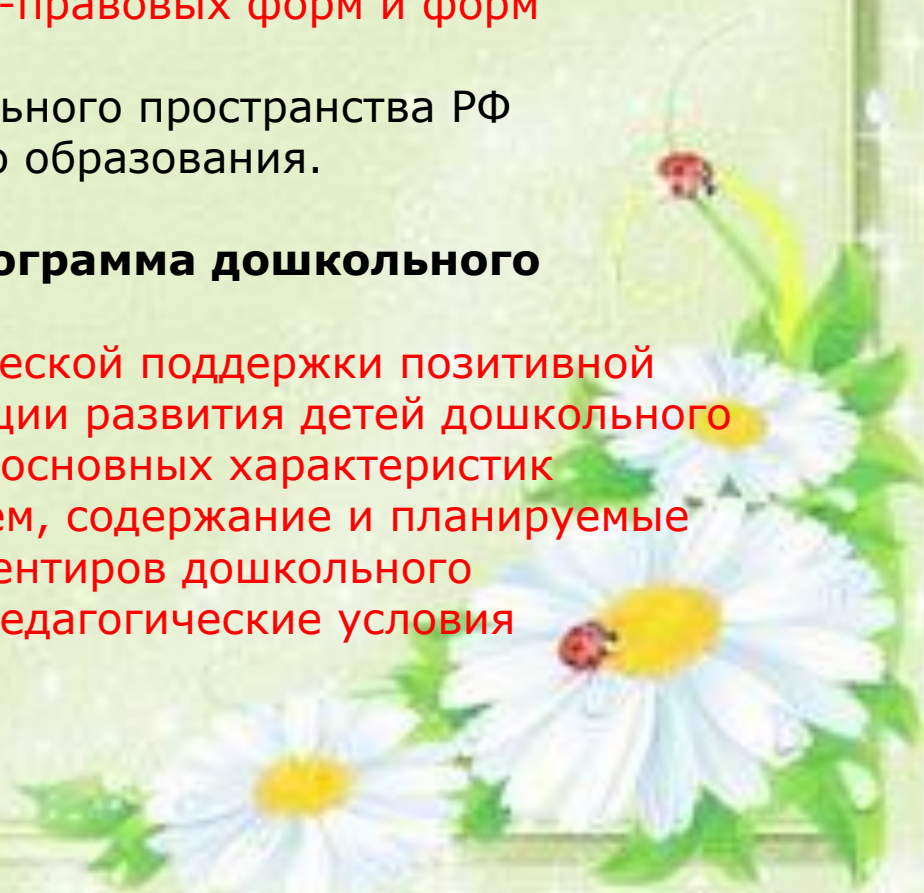 -правовых форм и форм
ьного пространства РФ
о образования.
ограмма дошкольного
еской поддержки позитивной
ции развития детей дошкольного
основных характеристик
ем, содержание и планируемые
ентиров дошкольного
едагогические условия